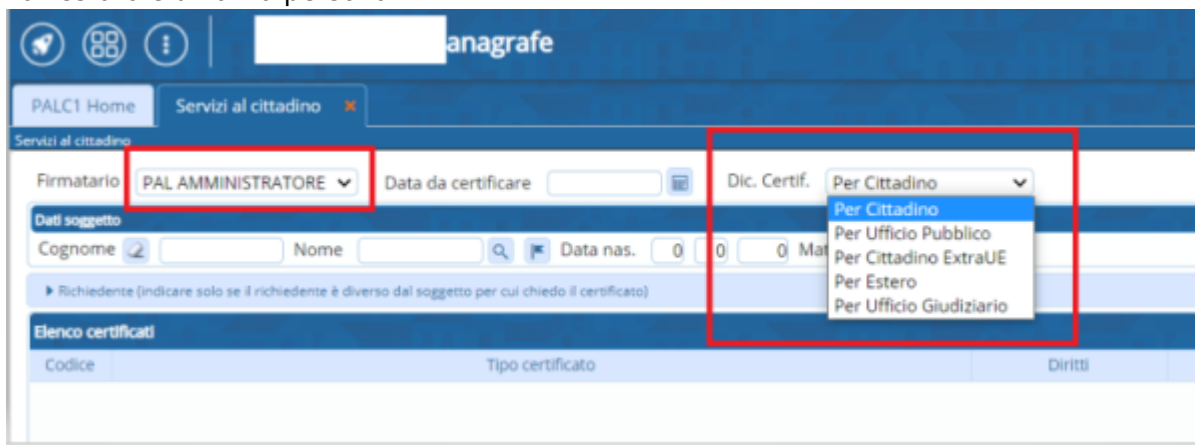 anagrafe
PALC1 Home Servizi al cittadino ×
Servizi al cittadino
Firmatario PAL AMMINISTRATORE Data da certificare Dic. Certif. Per Cittadino
Per Cittadino
Per Ufficio Pubblico
Per Cittadino ExtraUE
Per Estero
Per Ufficio Giudiziario
Dati soggetto
Cognome Nome Data nas. 0 0 0
Richiedente (indicare solo se il richiedente è diverso dal soggetto per cui chiedo il certificato)
Elenco certificati
Codice Tipo certificato Diritti